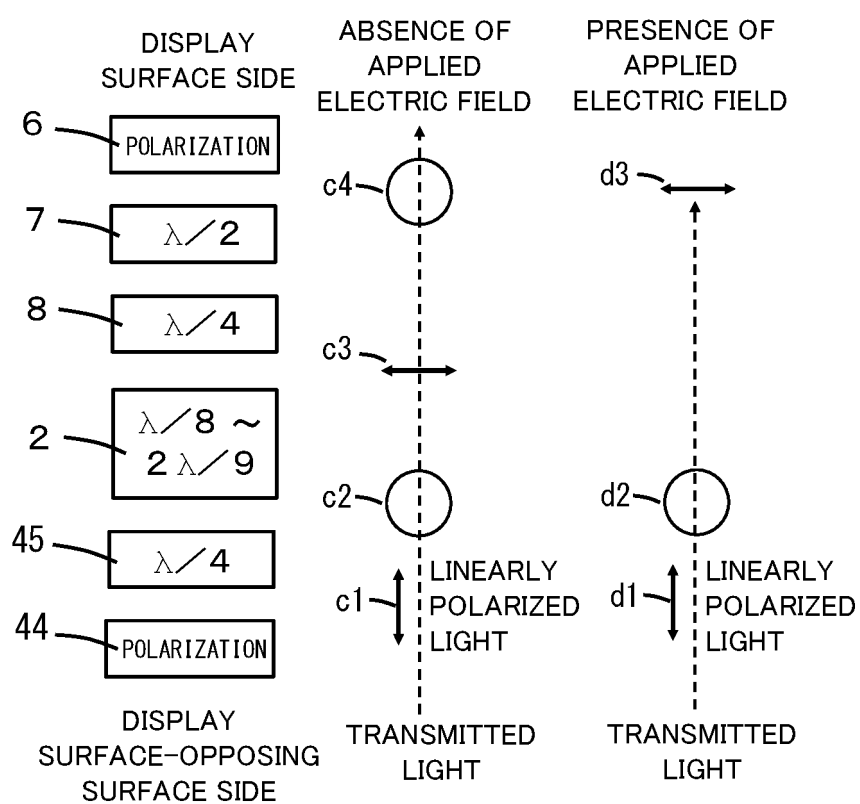 DISPLAY
SURFACE SIDE
ABSENCE OF
APPLIED
ELECTRIC FIELD
PRESENCE OF
APPLIED
ELECTRIC FIELD
6
POLARIZATION
7
λ/2
8
λ/4
2
λ/8 ~
2 λ/9
45
λ/4
44
POLARIZATION
c4
d3
c3
c2
d2
c1
LINEARLY
POLARIZED
LIGHT
d1
LINEARLY
POLARIZED
LIGHT
DISPLAY
SURFACE-OPPOSING
SURFACE SIDE
TRANSMITTED
LIGHT
TRANSMITTED
LIGHT